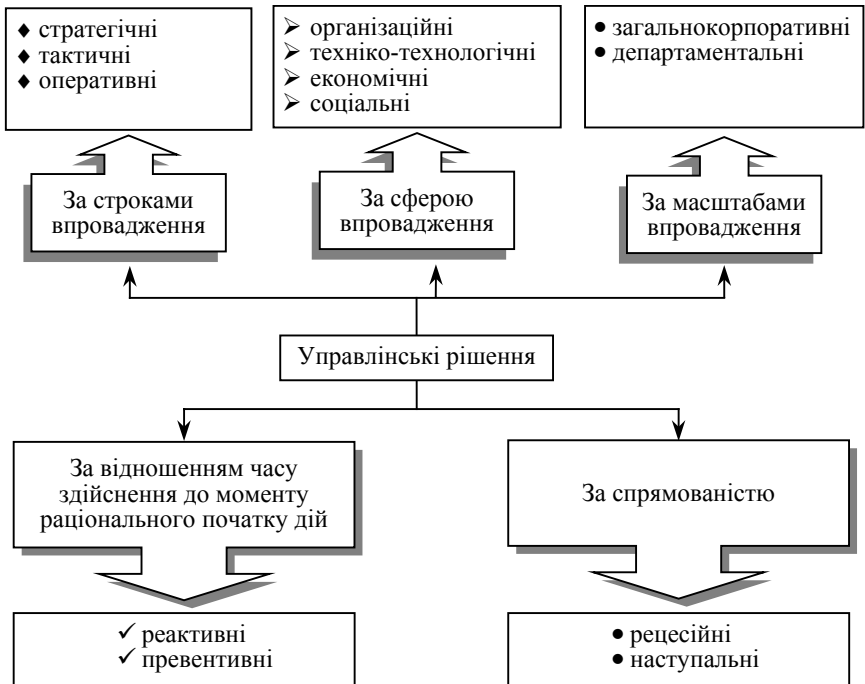 ♦ стратегічні
♦ тактичні
♦ оперативні
➢ організаційні
➢ техніко-технологічні
➢ економічні
➢ соціальні
• загальнокорпоративні
• департаментальні
За строками
впровадження
За сферою
впровадження
За масштабами
впровадження
Управлінські рішення
За відношенням часу
здійснення до моменту
раціонального початку дій
За спрямованістю
✓ реактивні
✓ превентивні
• рецесійні
• наступальні